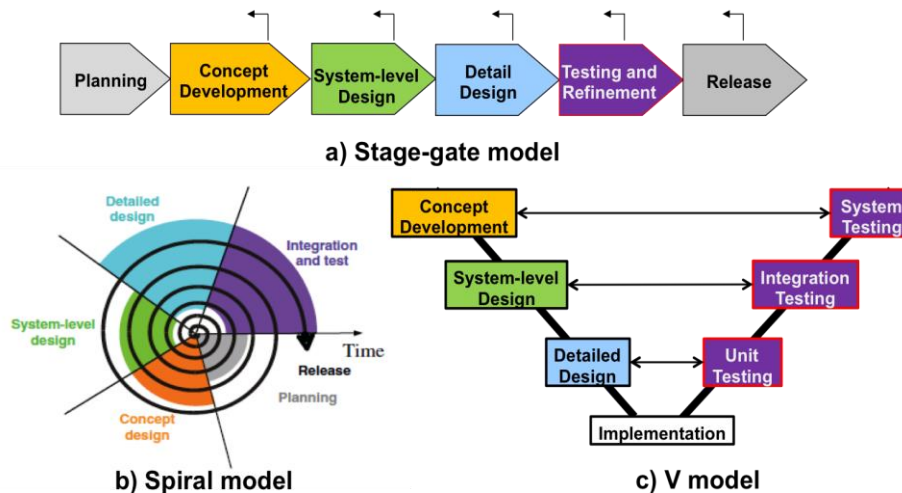 Planning
Concept
Development
System-level
Design
Detail
Design
Testing and
Refinement
Release
a) Stage-gate model
Detailed
design
Integration
and test
System-level
design
Time
Release
Planning
Concept
design
b) Spiral model
Concept
Development
System
Testing
System-level
Design
Integration
Testing
Detailed
Design
Unit
Testing
Implementation
c) V model